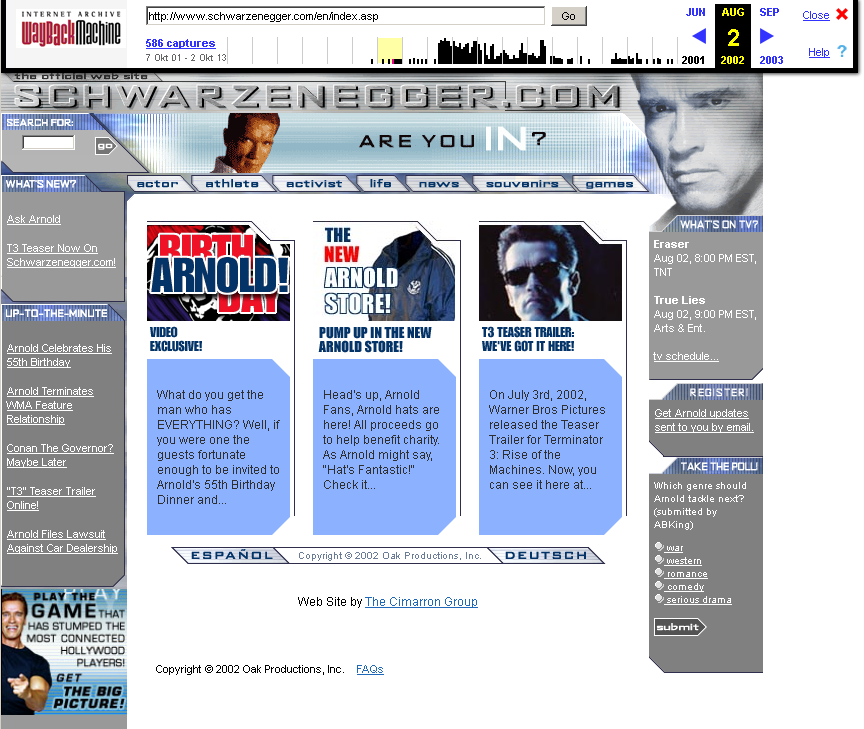 INTERNET ARCHIVE
WayBackMachine
http://www.schwarzenegger.com/en/index.asp
Go
JUN
AUG
SEP
Close
586 captures
7 Okt 01 - 2 Okt 13
2
2001
2002
2003
Help
?
the official web site
SCHWARZENEGGER.COM
SEARCH FOR:
go
ARE YOU IN?
WHAT'S NEW?
actor
athlete
activist
life
news
souvenirs
games
Ask Arnold
T3 Teaser Now On
Schwarzenegger.com!
UP-TO-THE-MINUTE
Arnold Celebrates His
55th Birthday
Arnold Terminates
WMA Feature
Relationship
Conan The Governor?
Maybe Later
"T3" Teaser Trailer
Online!
Arnold Files Lawsuit
Against Car Dealership
PLAY THE
GAME THAT
HAS STUMPED THE
MOST CONNECTED
HOLLYWOOD
PLAYERS!
GET
THE BIG
PICTURE!
BIRTH
ARNOLD!
DAY
VIDEO
EXCLUSIVE!
What do you get the
man who has
EVERYTHING? Well, if
you were one the
guests fortunate
enough to be invited to
Arnold's 55th Birthday
Dinner and...
THE
NEW
ARNOLD
STORE!
PUMP UP IN THE NEW
ARNOLD STORE!
Head's up, Arnold
Fans, Arnold hats are
here! All proceeds go
to help benefit charity.
As Arnold might say,
"Hat's Fantastic!"
Check it...
T3 TEASER TRAILER:
WE'VE GOT IT HERE!
On July 3rd, 2002,
Warner Bros Pictures
released the Teaser
Trailer for Terminator
3: Rise of the
Machines. Now, you
can see it here at...
ESPAÑOL
Copyright © 2002 Oak Productions, Inc.
DEUTSCH
Web Site by The Cimarron Group
Copyright © 2002 Oak Productions, Inc. FAQs
WHAT'S ON TV?
Eraser
Aug 02, 8:00 PM EST,
TNT
True Lies
Aug 02, 9:00 PM EST,
Arts & Ent.
tv schedule...
REGISTER!
Get Arnold updates
sent to you by email.
TAKE THE POLL!
Which genre should
Arnold tackle next?
(submitted by
ABKing)
war
western
romance
comedy
serious drama
submit